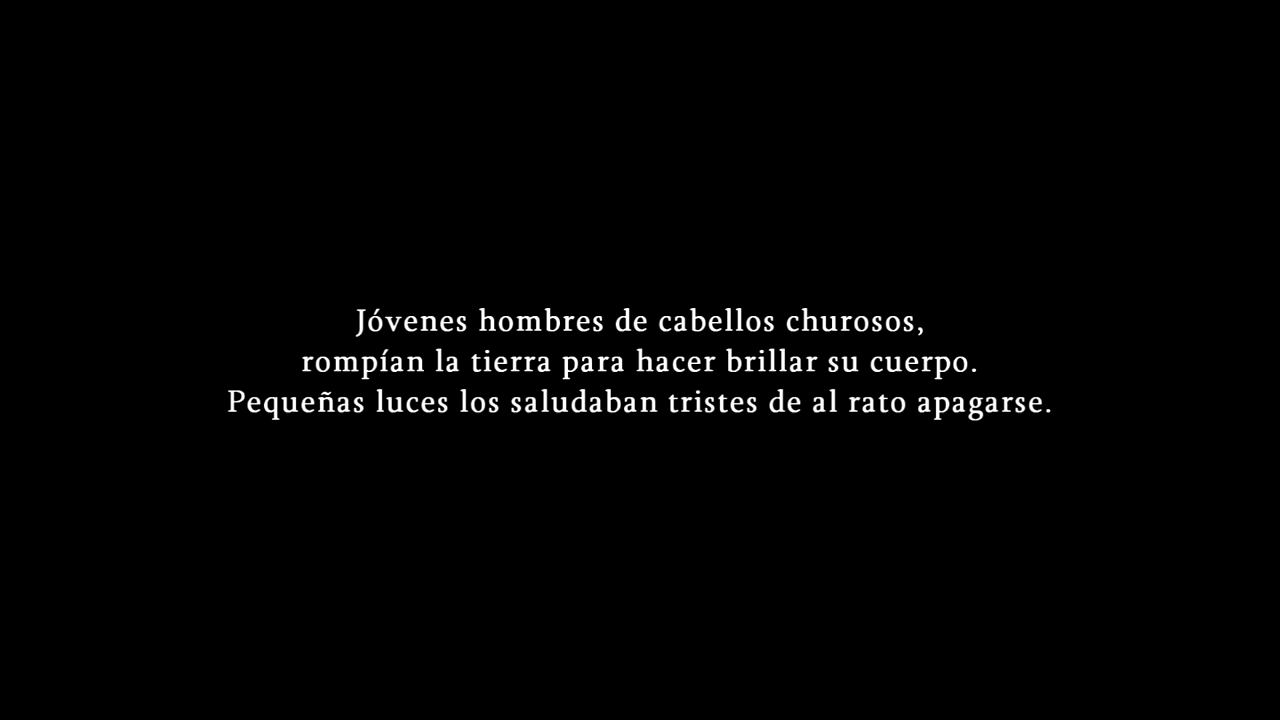 Jóvenes hombres de cabellos churosos,
rompían la tierra para hacer brillar su cuerpo.
Pequeñas luces los saludaban tristes de al rato apagarse.